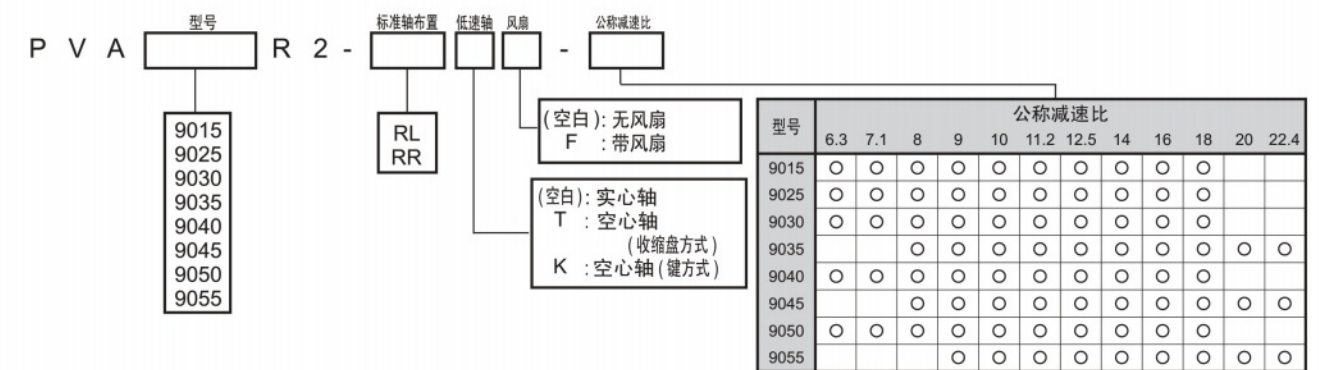 型号 标准轴布置 低速轴 风扇 公称减速比
P V A R 2 - -
9015
9025
9030
9035
9040
9045
9050
9055
RL
RR
(空白): 无风扇
F : 带风扇
(空白): 实心轴
T : 空心轴
(收缩盘方式)
K : 空心轴(键方式)
型号 公称减速比
6.3 7.1 8 9 10 11.2 12.5 14 16 18 20 22.4
9015 ○ ○ ○ ○ ○ ○ ○ ○ ○ ○
9025 ○ ○ ○ ○ ○ ○ ○ ○ ○ ○
9030 ○ ○ ○ ○ ○ ○ ○ ○ ○ ○
9035 ○ ○ ○ ○ ○ ○ ○ ○ ○ ○
9040 ○ ○ ○ ○ ○ ○ ○ ○ ○ ○
9045 ○ ○ ○ ○ ○ ○ ○ ○ ○ ○
9050 ○ ○ ○ ○ ○ ○ ○ ○ ○ ○
9055 ○ ○ ○ ○ ○ ○ ○ ○ ○